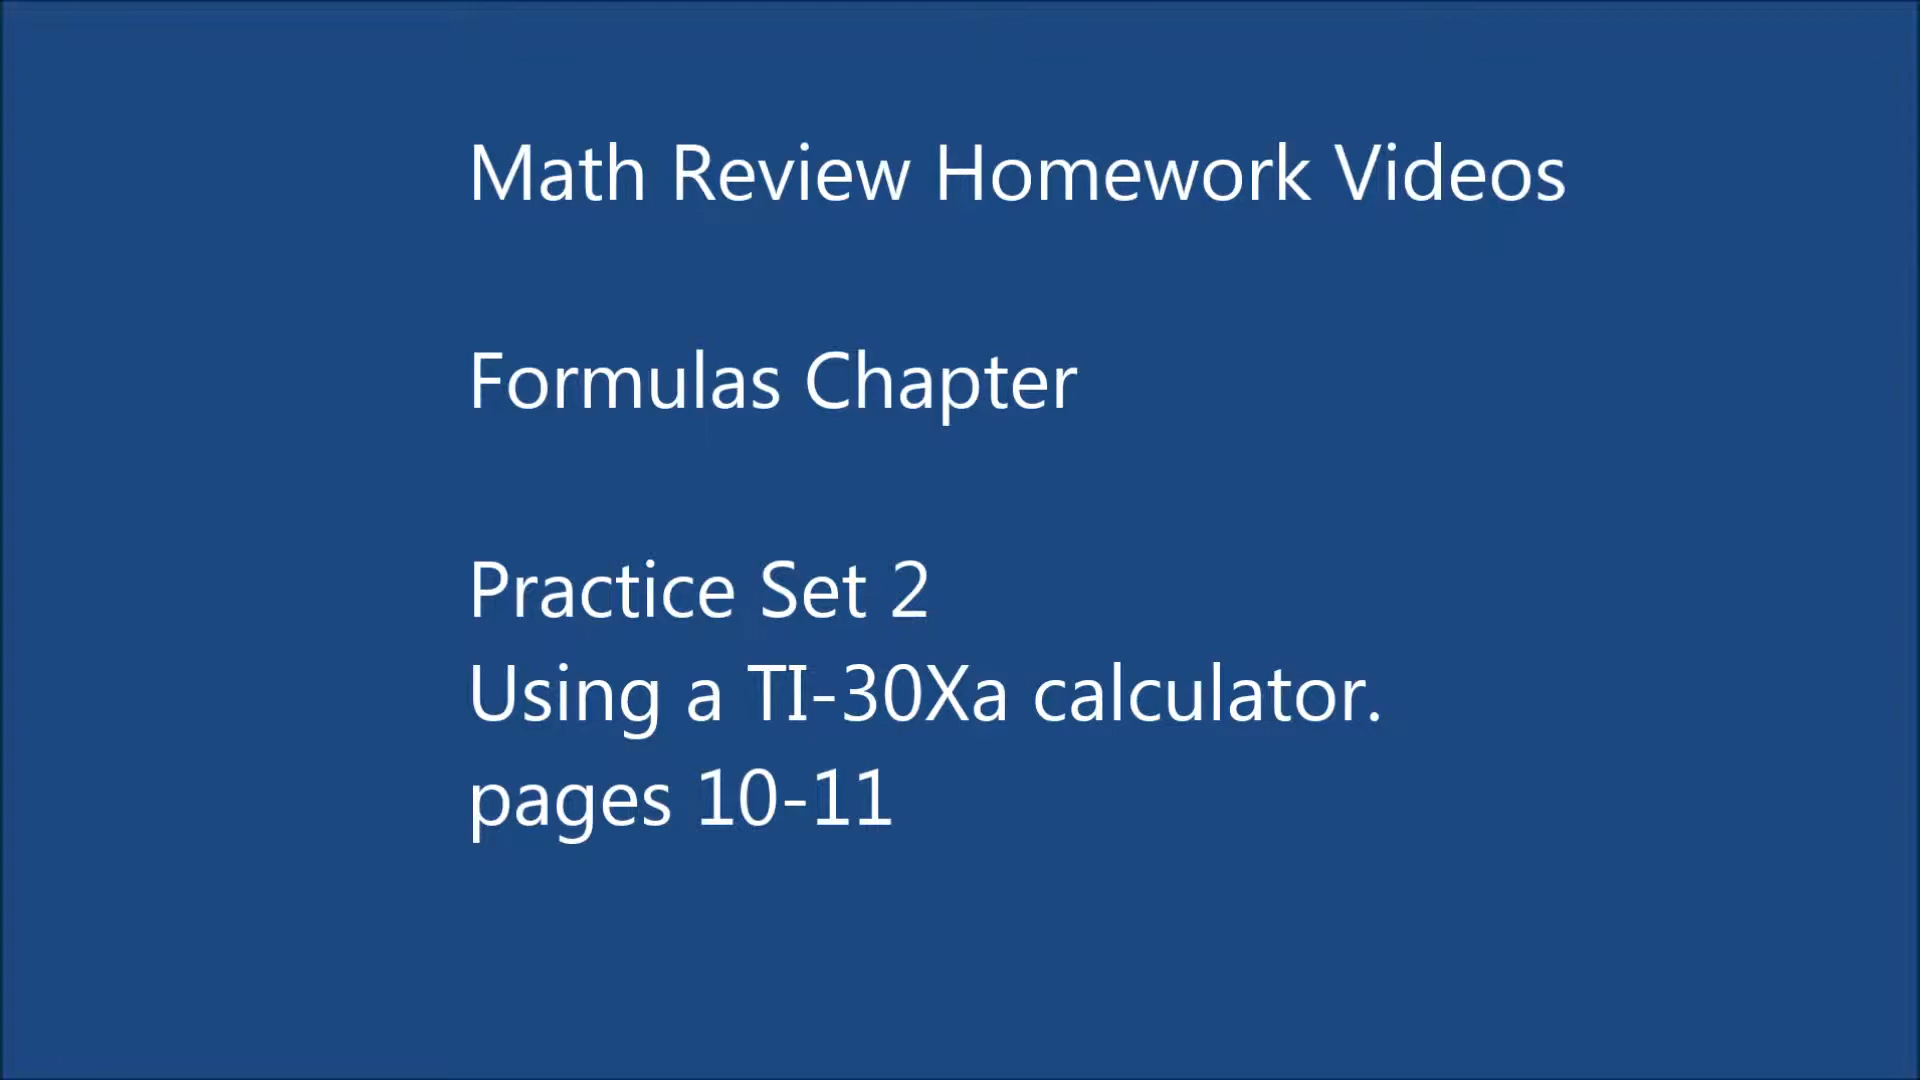 Math Review Homework Videos
Formulas Chapter
Practice Set 2
Using a TI-30Xa calculator.
pages 10-11